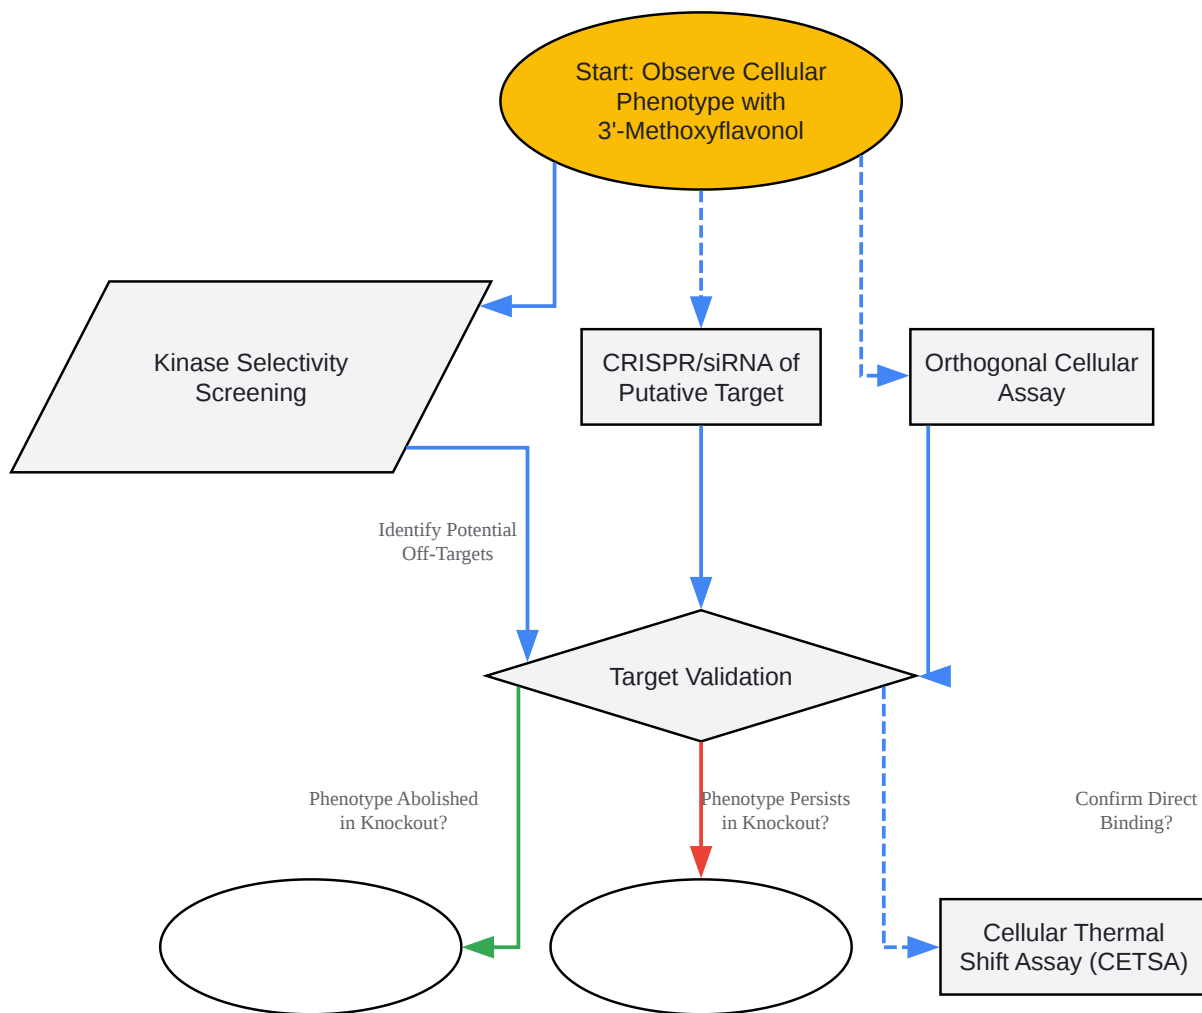 Start: Observe Cellular
Phenotype with
3'-Methoxyflavonol
Kinase Selectivity
Screening
CRISPR/siRNA of
Putative Target
Orthogonal Cellular
Assay
Identify Potential
Off-Targets
Target Validation
Phenotype Abolished
in Knockout?
Phenotype Persists
in Knockout?
Confirm Direct
Binding?
Cellular Thermal
Shift Assay (CETSA)